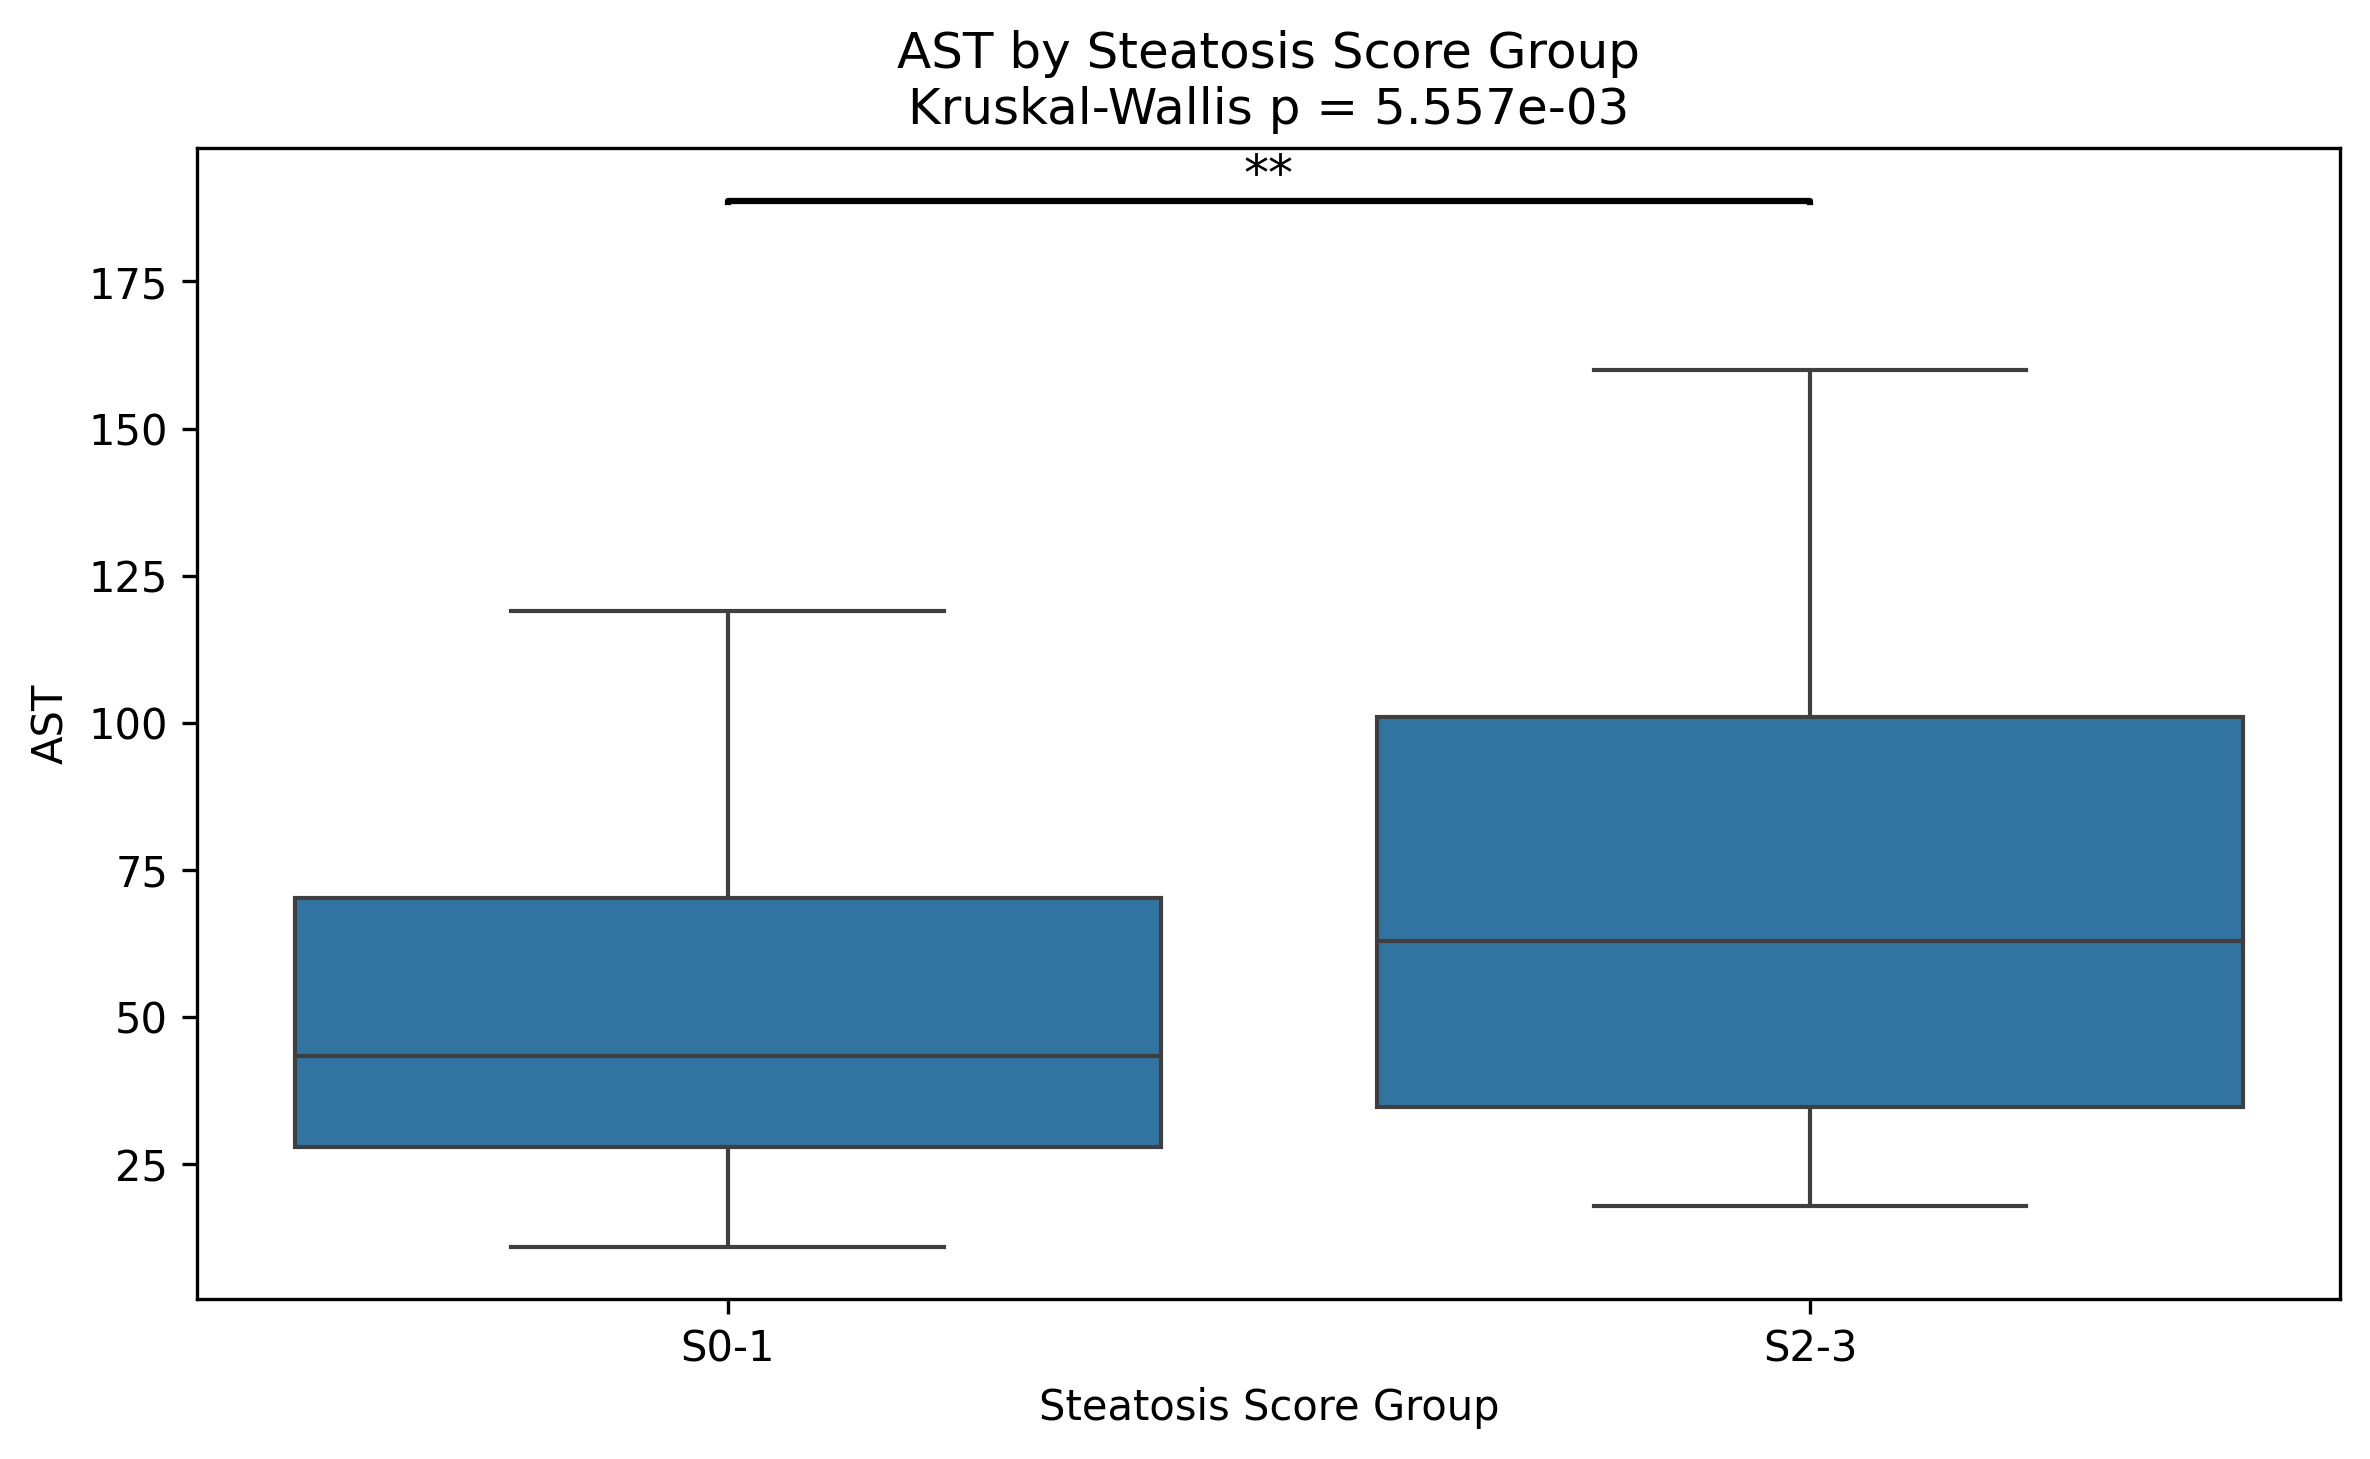 AST by Steatosis Score Group
Kruskal-Wallis p = 5.557e-03
**
175
150
125
100
75
50
25
AST
S0-1
S2-3
Steatosis Score Group